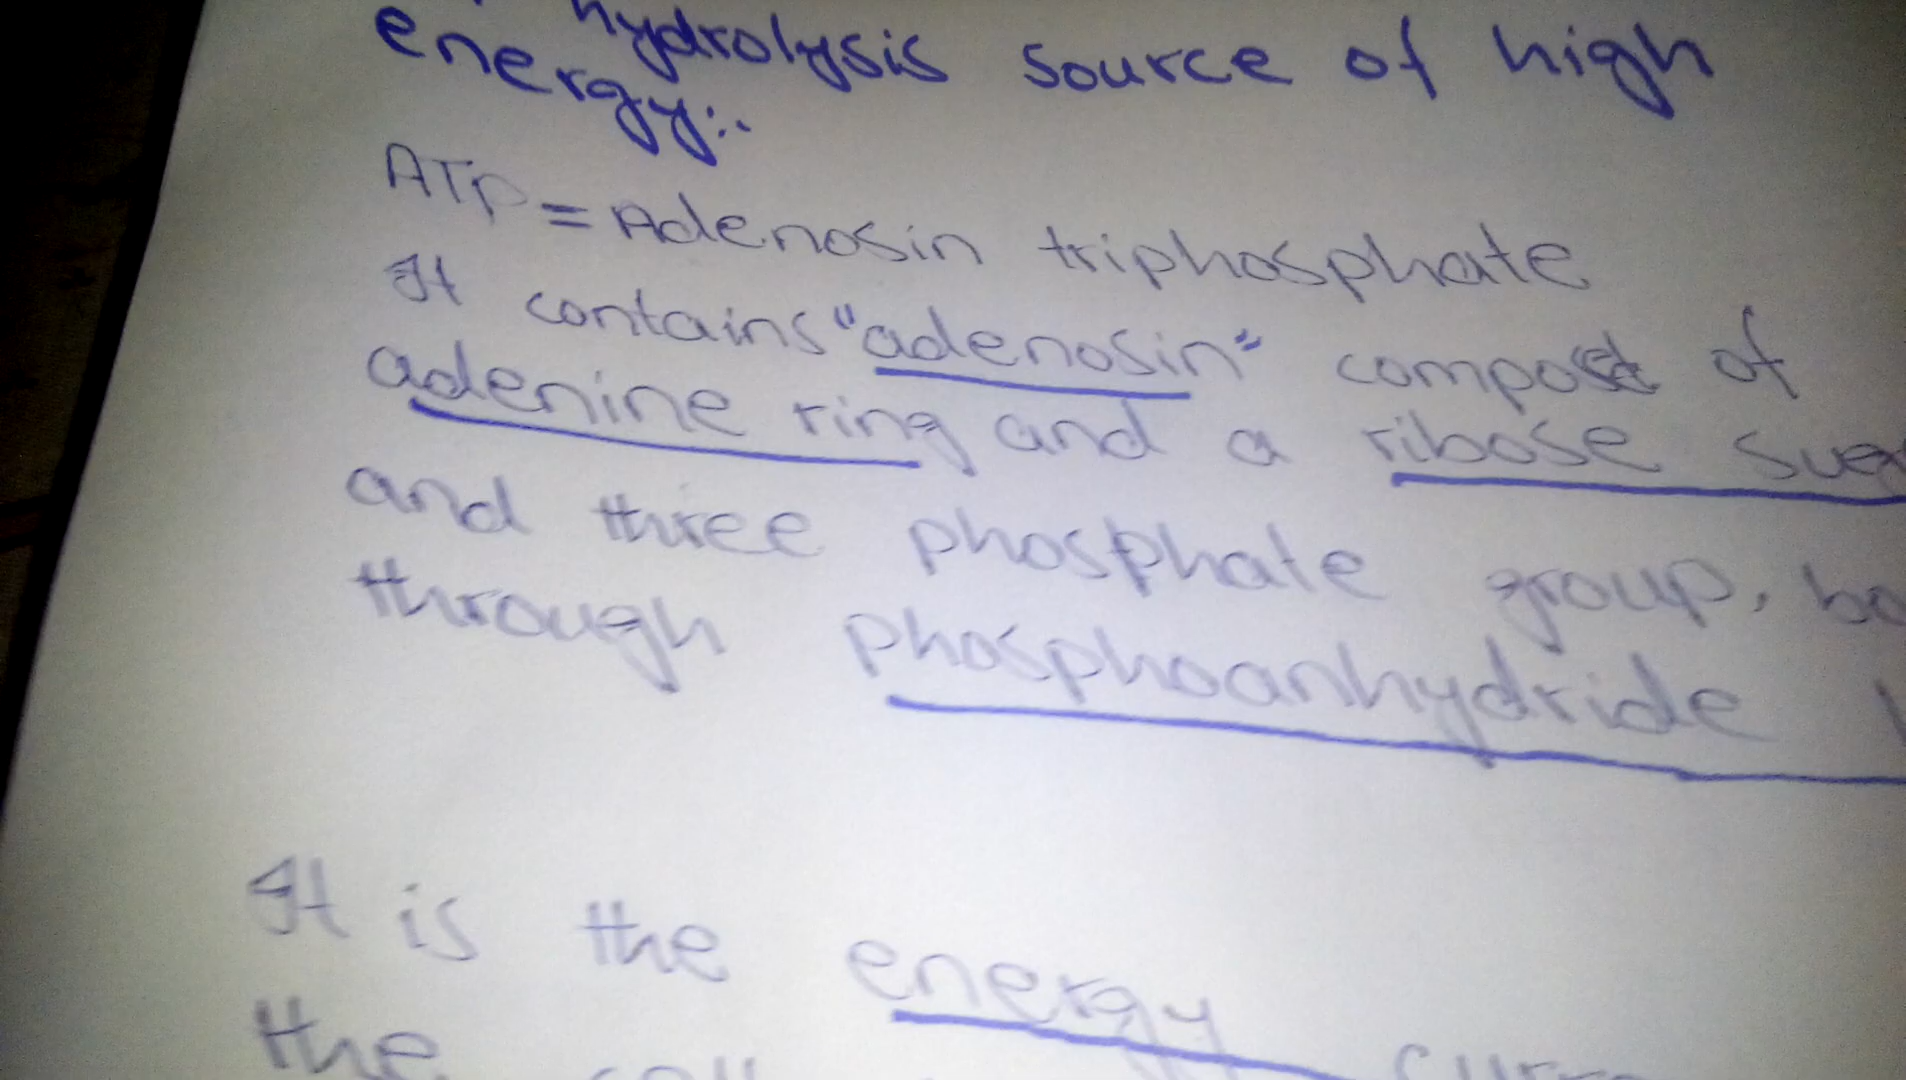 hydrolysis source of high
energy:.
ATP = Adenosin triphosphate
It contains "adenosin" compost of
adenine ring and a ribose
and three phosphate group,
through phosphoanhydride
It is the energy
the